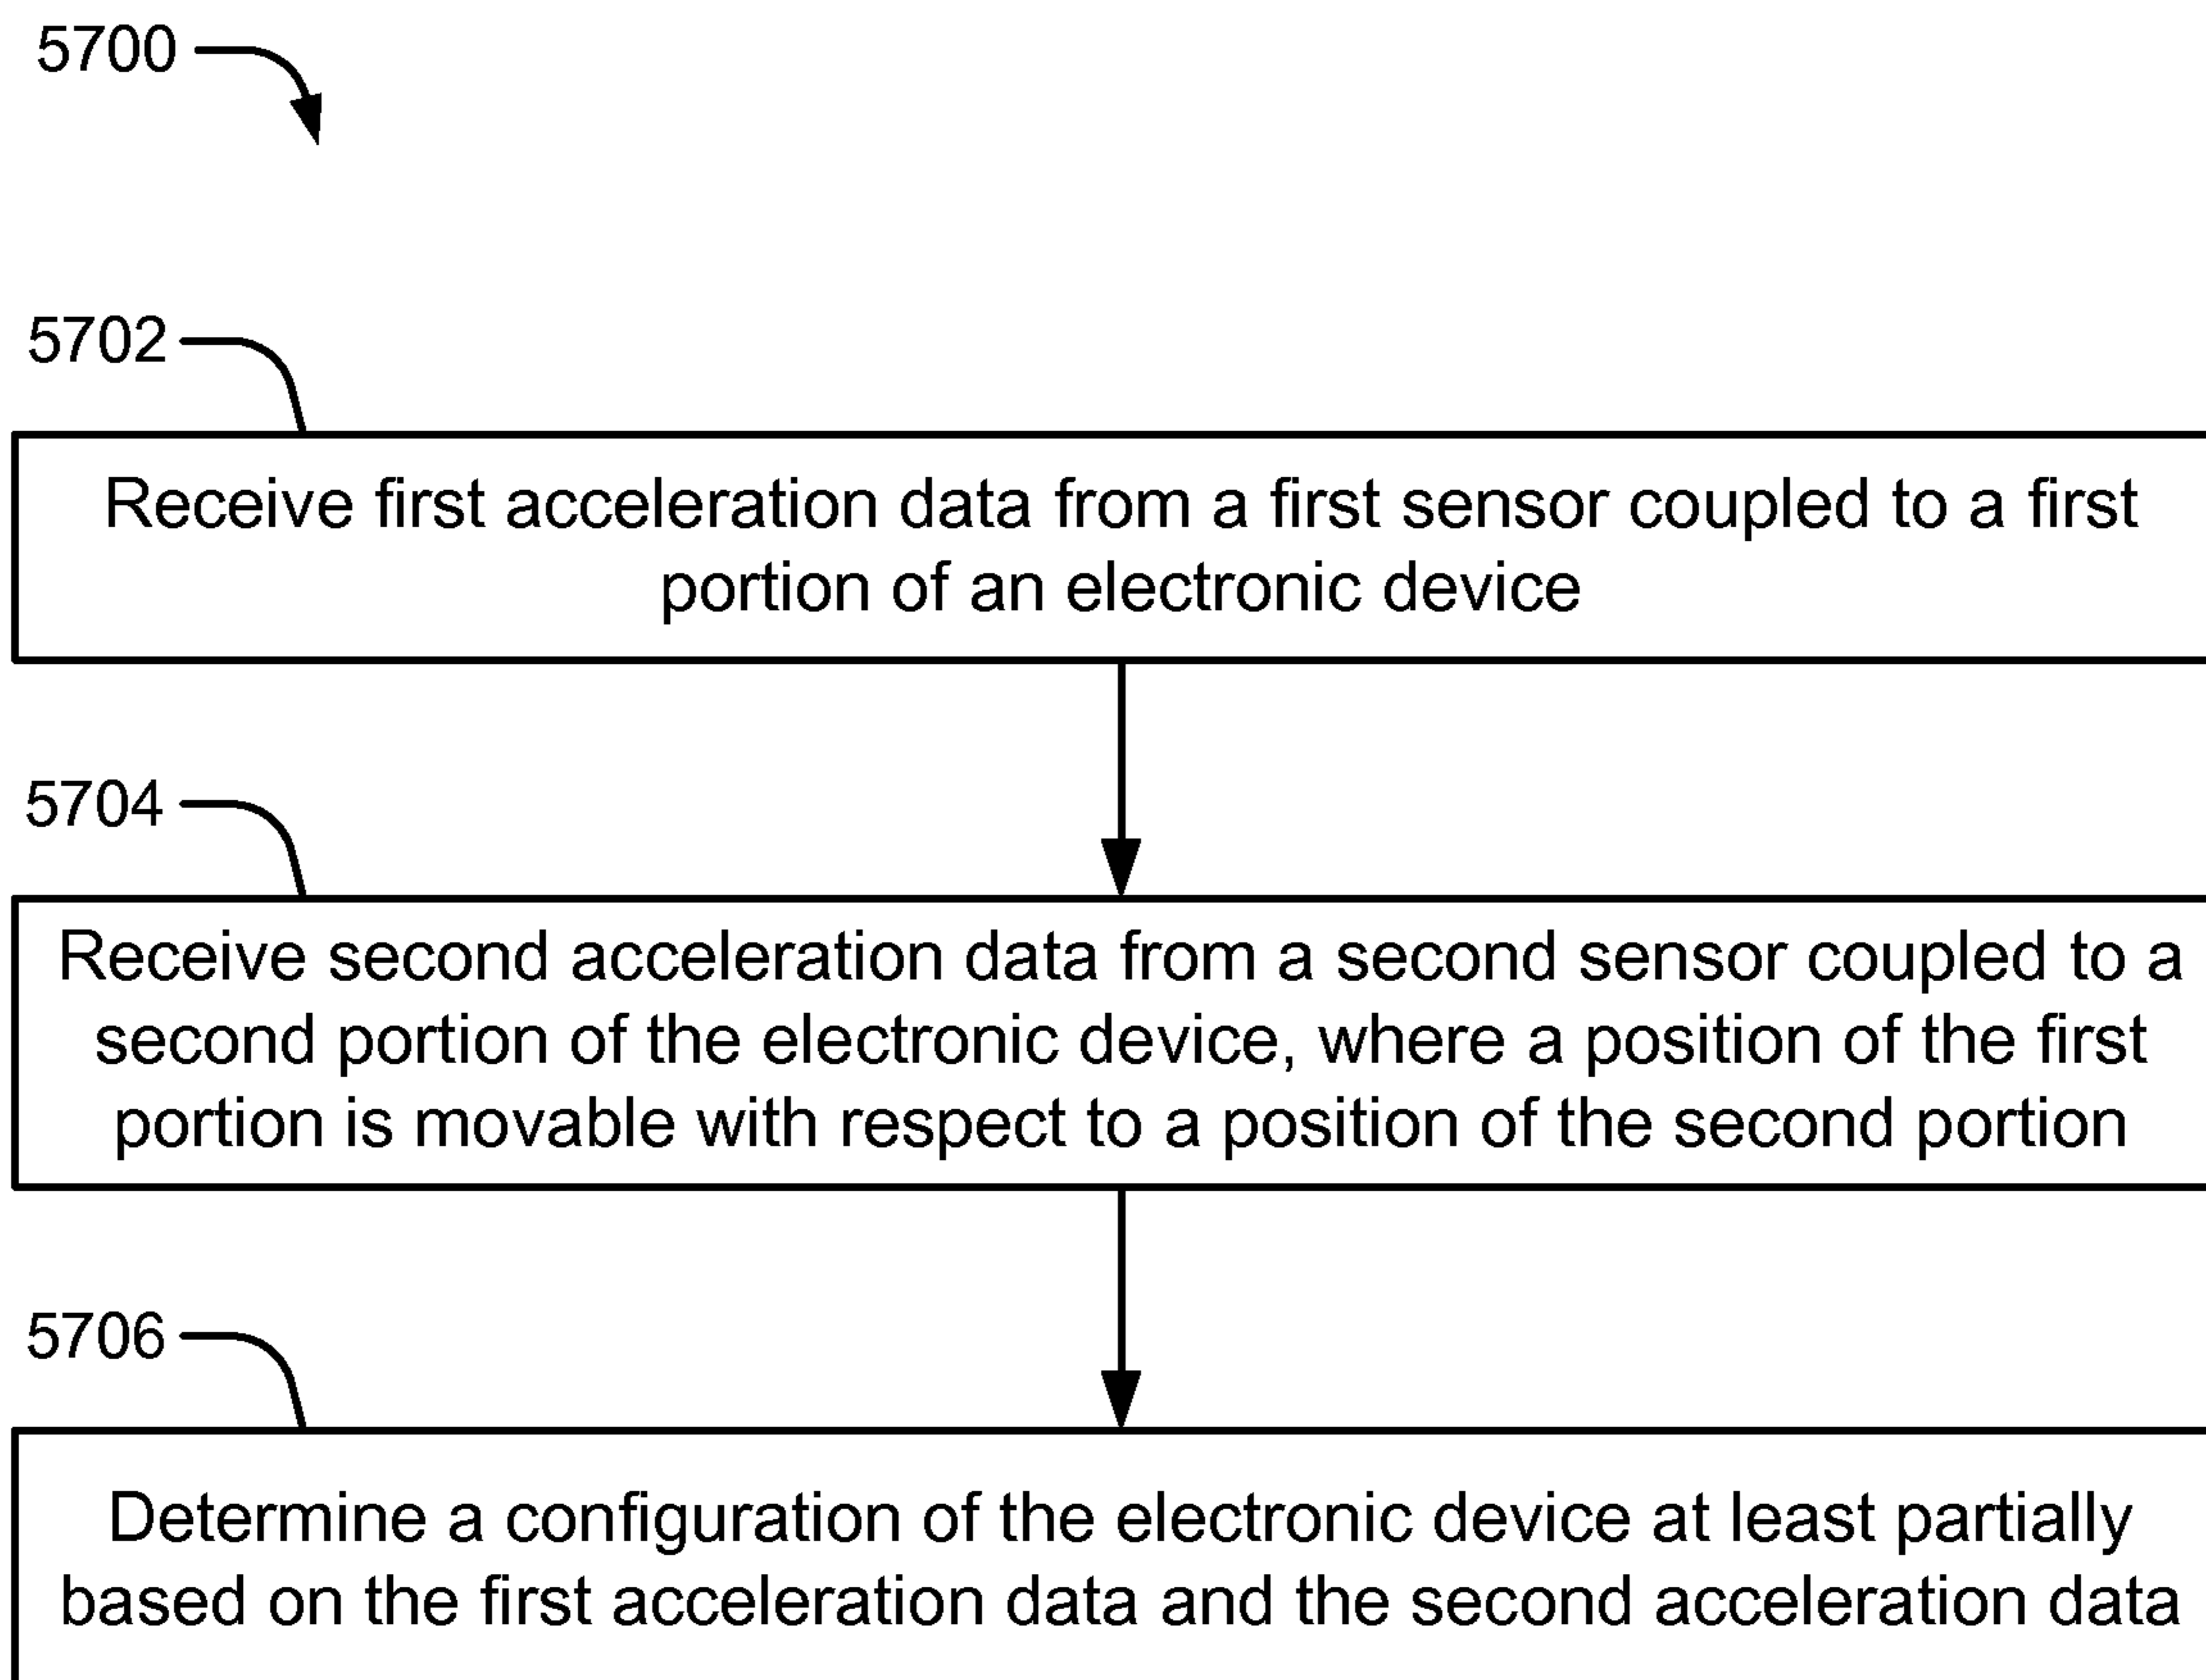 5700
5702
Receive first acceleration data from a first sensor coupled to a first
portion of an electronic device
5704
Receive second acceleration data from a second sensor coupled to a
second portion of the electronic device, where a position of the first
portion is movable with respect to a position of the second portion
5706
Determine a configuration of the electronic device at least partially
based on the first acceleration data and the second acceleration data